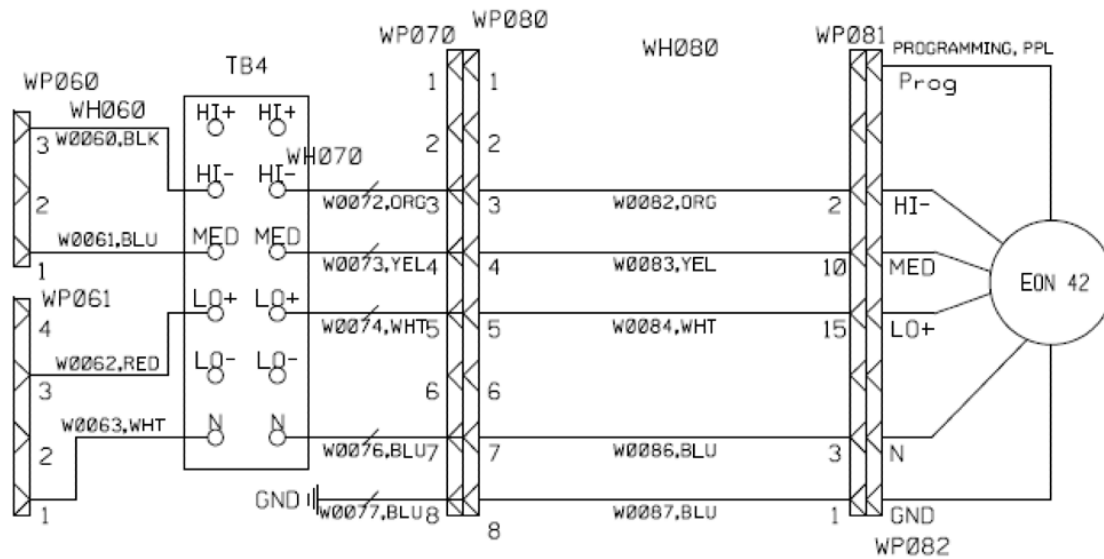 WP080
WP070
WH080
WP081
PROGRAMMING, PPL
TB4
Prog
1
1
WP060
WH060
HI+
HI+
3
W0060,BLK
2
2
WH070
HI-
HI-
2
W0072,ORG
3
3
W0082,ORG
2
HI-
W0061,BLU
MED
MED
1
W0073,YEL
4
4
W0083,YEL
10
MED
EON 42
WP061
LO+
LO+
4
W0074,WHT
5
5
W0084,WHT
15
LO+
W0062,RED
LO-
LO-
3
6
6
W0063,WHT
N
N
2
W0076,BLU
7
7
W0086,BLU
3
N
GND
1
W0077,BLU
8
8
W0087,BLU
1
GND
WP082